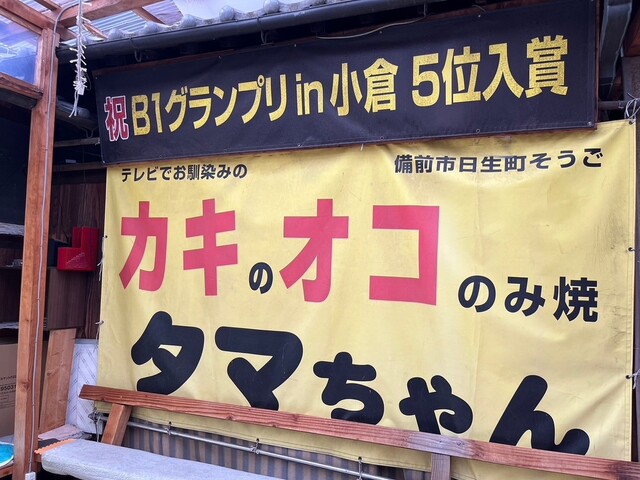 祝 B1グランプリin小倉 5位入賞
テレビでお馴染みの
備前市日生町そうご
カキのオコのみ焼
タマちゃん